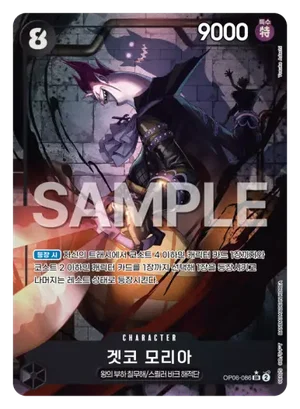 8
9000
특수
特
SAMPLE
등장 시 자신의 트래시에서 코스트 4 이하인 캐릭터 카드 1장까지와
코스트 2 이하인 캐릭터 카드를 1장까지 선택해 1장을 등장시키고
나머지는 레스트 상태로 등장시킨다.
CHARACTER
겟코 모리아
왕의 부하 칠무해/스릴러 바크 해적단
OP06-086 SR 2